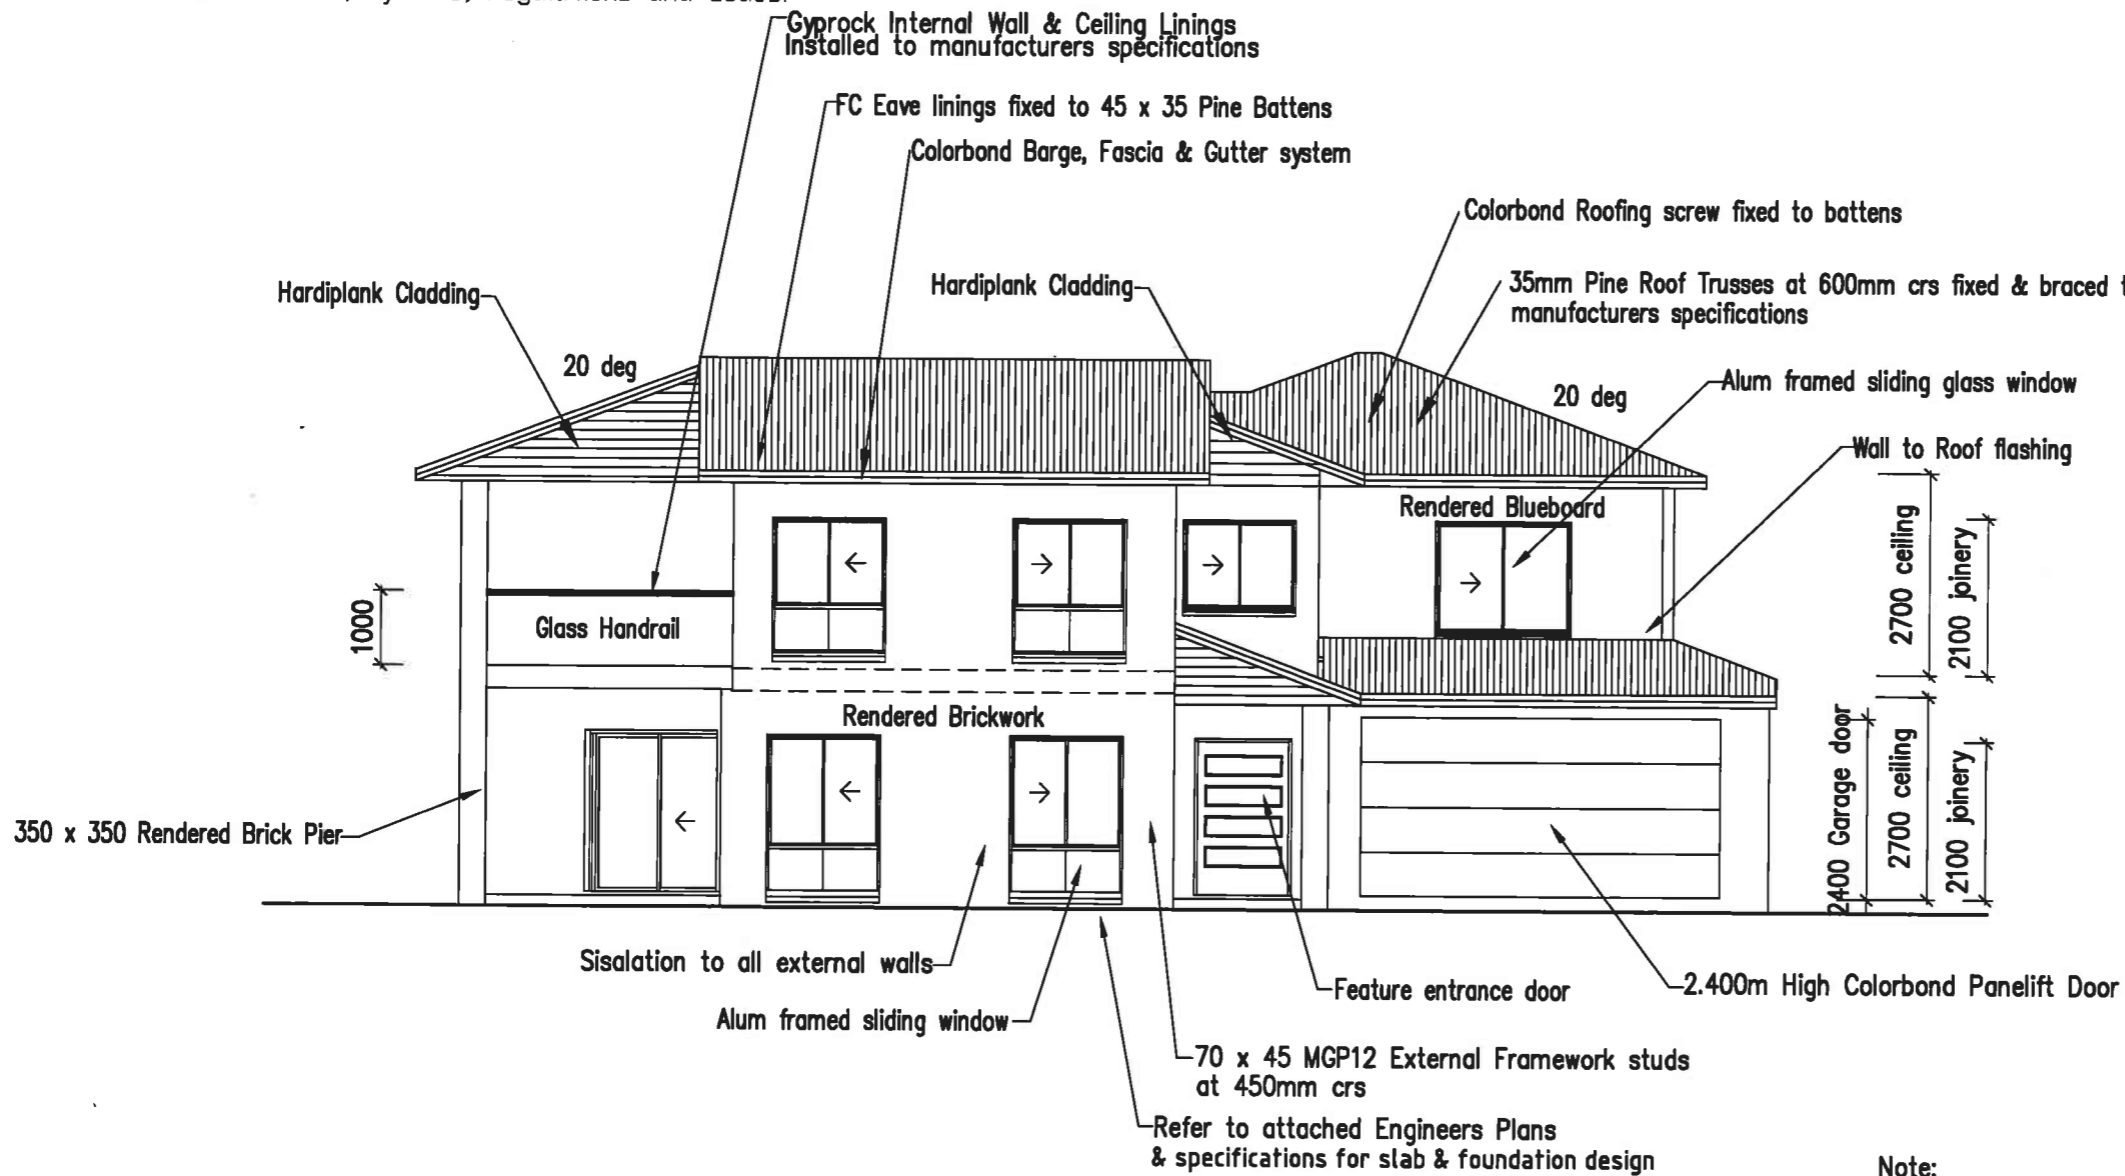 Gyprock Internal Wall & Ceiling Linings
Installed to manufacturers specifications
FC Eave linings fixed to 45 x 35 Pine Battens
Colorbond Barge, Fascia & Gutter system
Colorbond Roofing screw fixed to battens
Hardiplank Cladding
Hardiplank Cladding
35mm Pine Roof Trusses at 600mm crs fixed & braced
manufacturers specifications
20 deg
20 deg
Alum framed sliding glass window
Wall to Roof flashing
Rendered Blueboard
2700 ceiling
2100 joinery
1000
Glass Handrail
Rendered Brickwork
2400 Garage door
2700 ceiling
2100 joinery
350 x 350 Rendered Brick Pier
Sisalation to all external walls
Feature entrance door
2.400m High Colorbond Panelift Door
Alum framed sliding window
70 x 45 MGP12 External Framework studs
at 450mm crs
Refer to attached Engineers Plans
& specifications for slab & foundation design
Note: